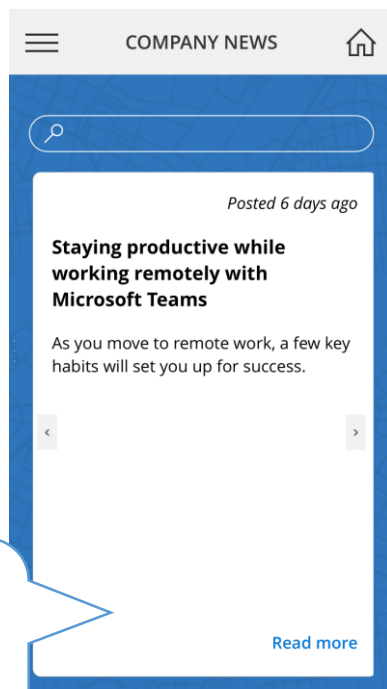 COMPANY NEWS
Posted 6 days ago
Staying productive while
working remotely with
Microsoft Teams
As you move to remote work, a few key
habits will set you up for success.
Read more